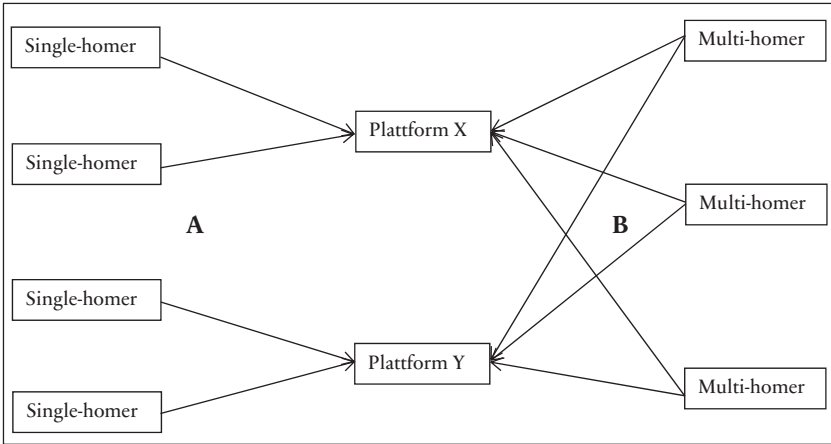 Single-homer
Multi-homer
Plattform X
Single-homer
Multi-homer
A
B
Single-homer
Plattform Y
Multi-homer
Single-homer